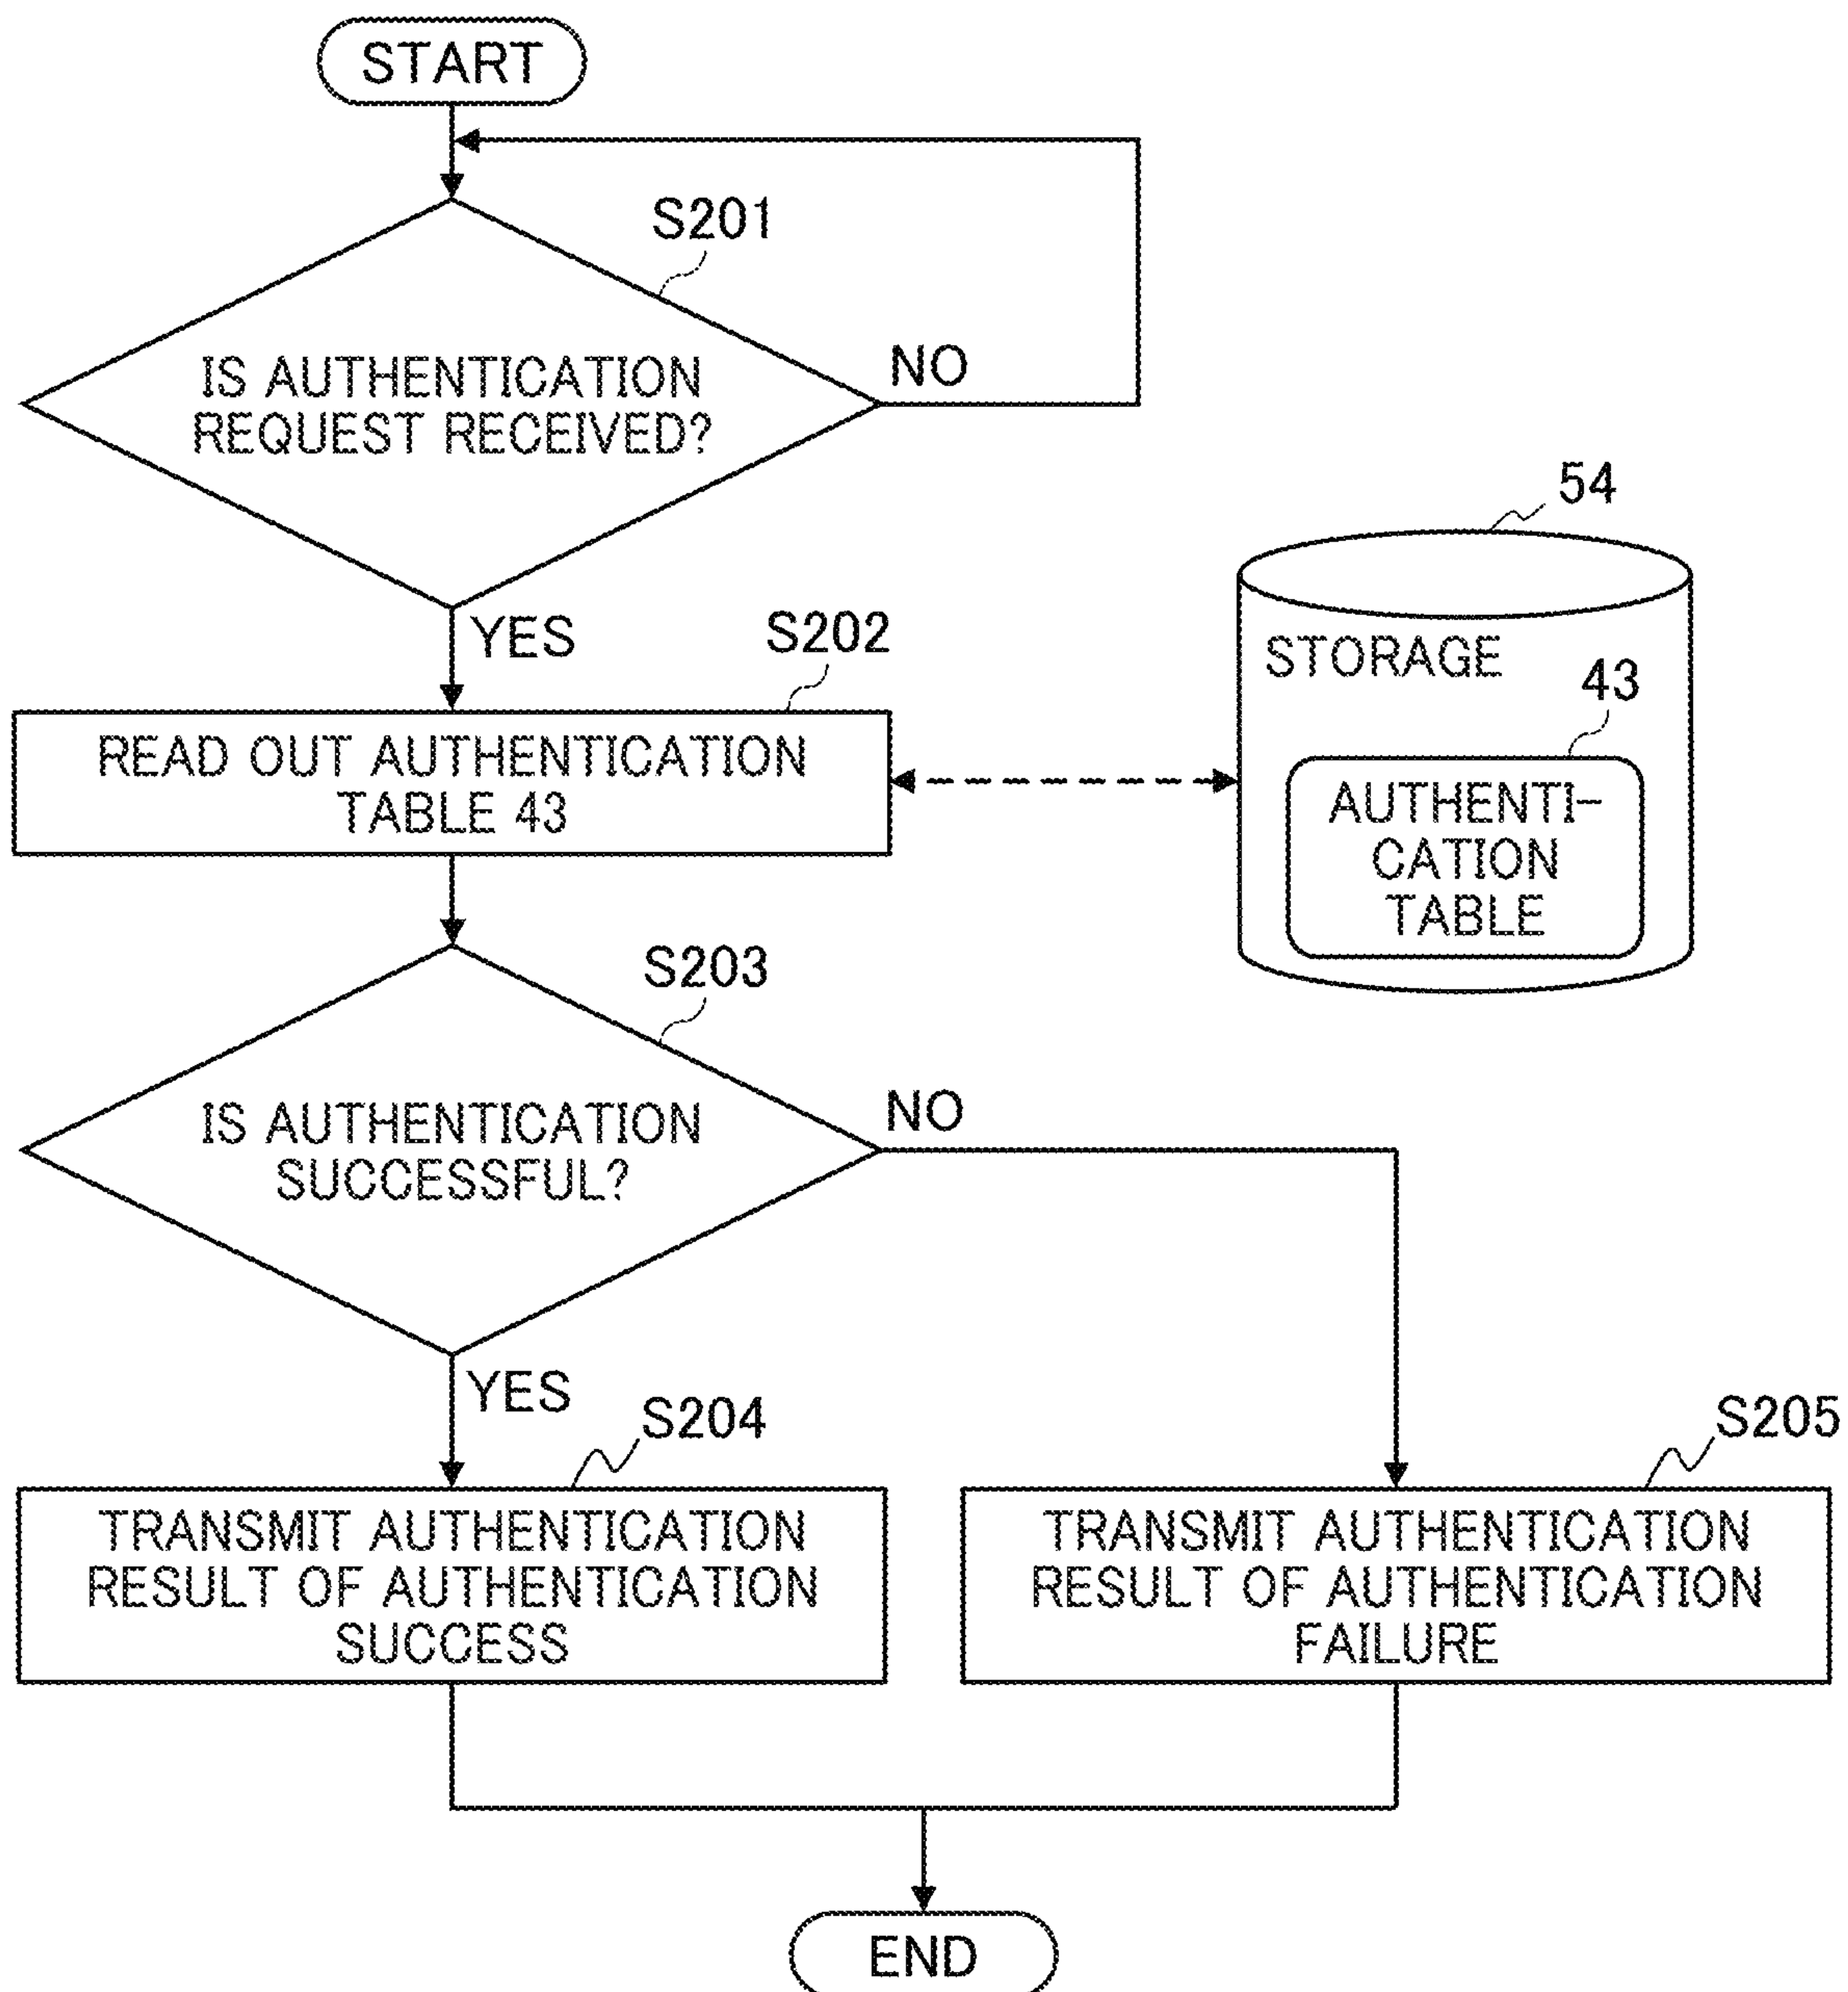 START
S201
IS AUTHENTICATION
REQUEST RECEIVED?
NO
YES
54
STORAGE
43
AUTHENTI-
CATION
TABLE
S202
READ OUT AUTHENTICATION
TABLE 43
S203
IS AUTHENTICATION
SUCCESSFUL?
NO
YES
S204
TRANSMIT AUTHENTICATION
RESULT OF AUTHENTICATION
SUCCESS
S205
TRANSMIT AUTHENTICATION
RESULT OF AUTHENTICATION
FAILURE
END